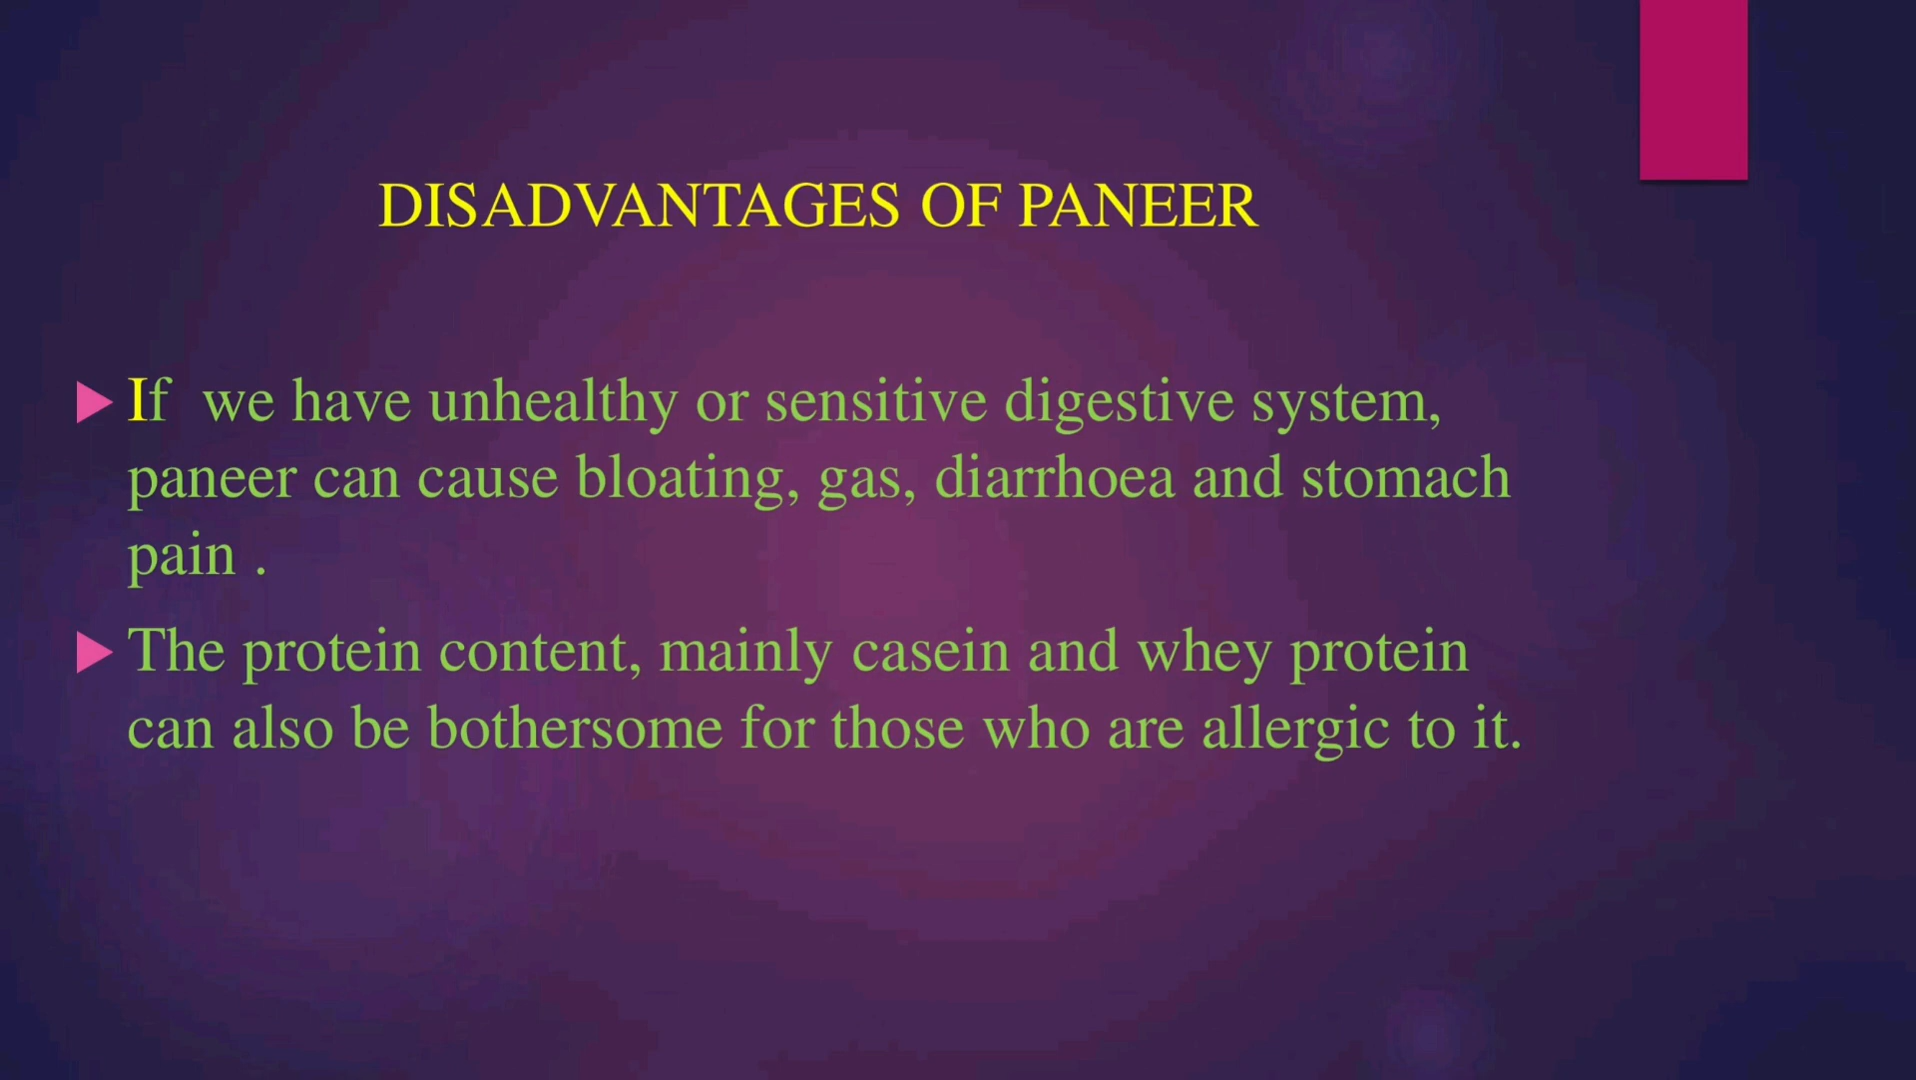 DISADVANTAGES OF PANEER
If  we have unhealthy or sensitive digestive system,
paneer can cause bloating, gas, diarrhoea and stomach
pain .
The protein content, mainly casein and whey protein
can also be bothersome for those who are allergic to it.